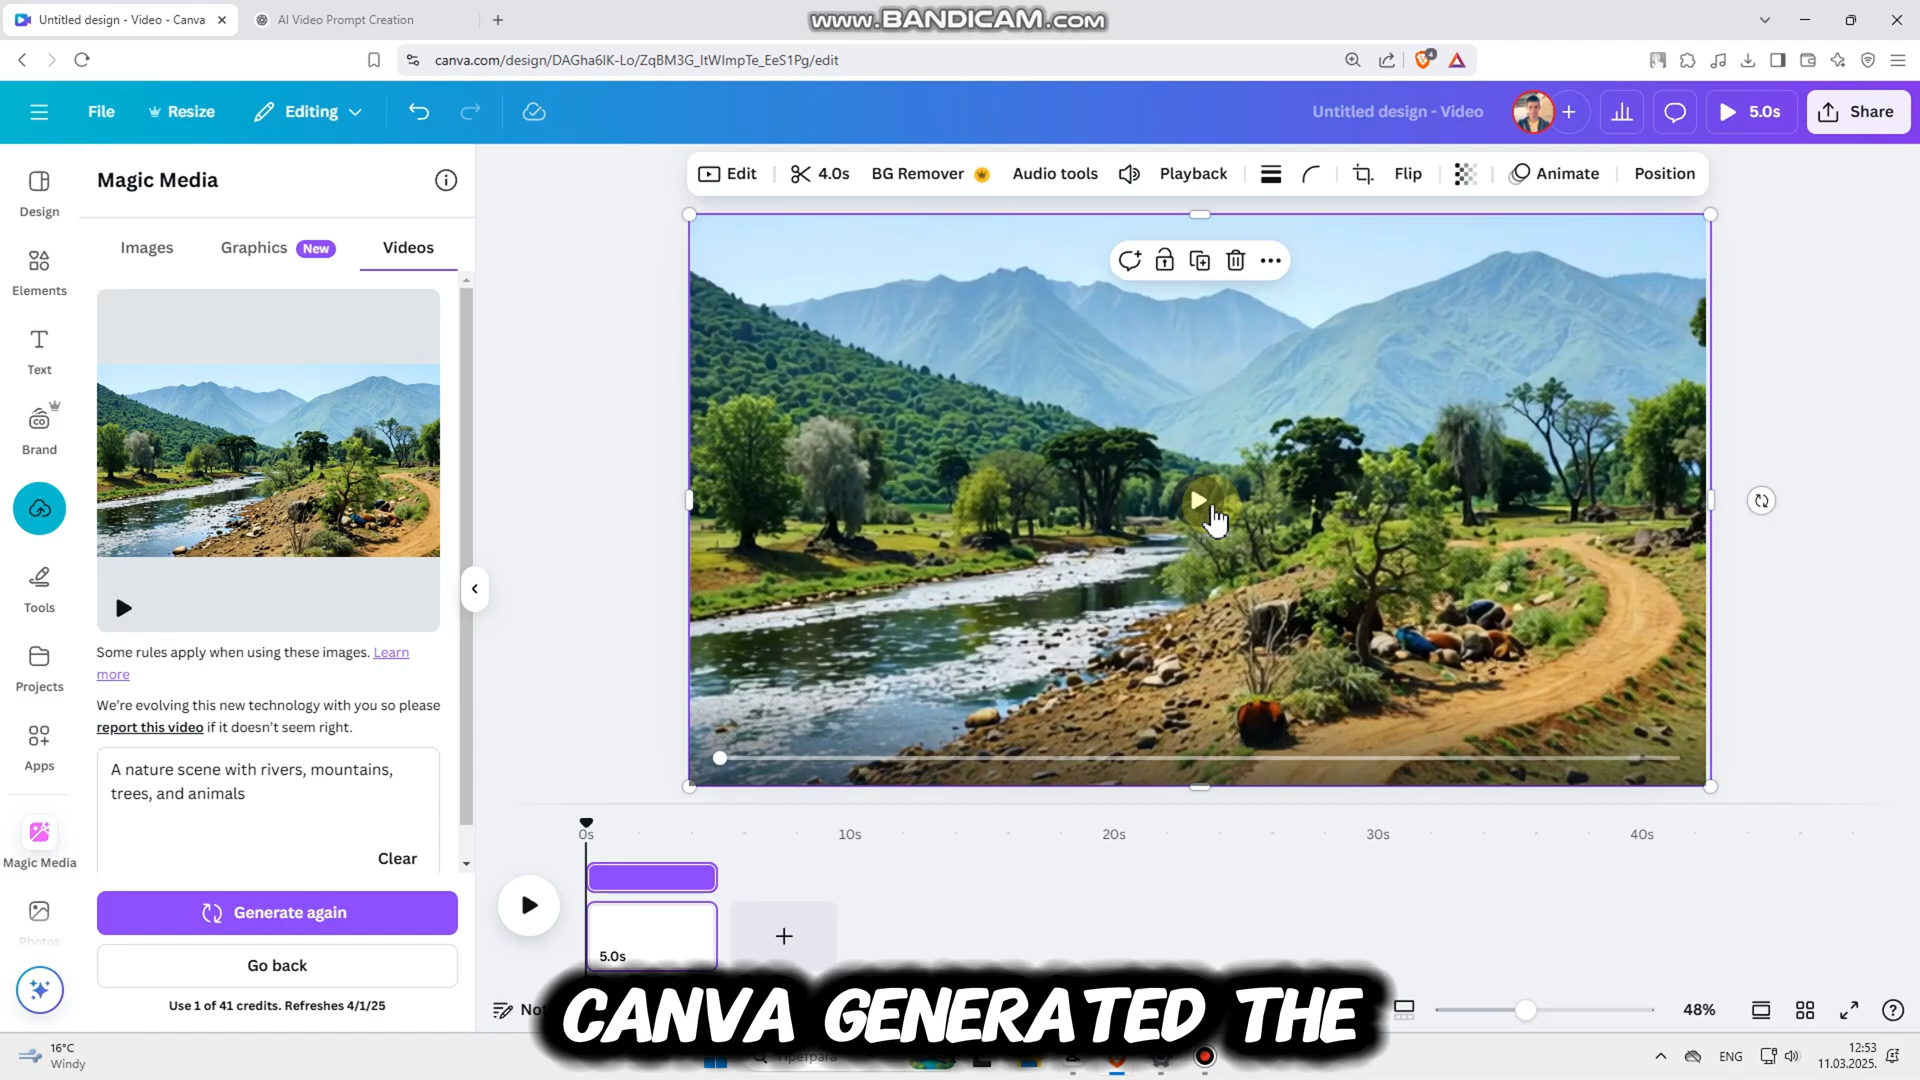 Untitled design - Video - Canva
AI Video Prompt Creation
www.BANDICAM.com
canva.com/design/DAGha6IK-Lo/ZqBM3G_ItWImpTe_EeS1Pg/edit
4
File
Resize
Editing
Untitled design - Video
5.0s
Share
Design
Elements
Text
Brand
Tools
Projects
Apps
Magic Media
Photos
Magic Media
Images
Graphics
New
Videos
Some rules apply when using these images. Learn
more
We're evolving this new technology with you so please
report this video if it doesn't seem right.
A nature scene with rivers, mountains,
trees, and animals
Clear
Generate again
Go back
Use 1 of 41 credits. Refreshes 4/1/25
Edit
4.0s
BG Remover
Audio tools
Playback
Flip
Animate
Position
0s
10s
20s
30s
40s
5.0s
48%
CANVA GENERATED THE
16°C
Windy
Претрага
ENG
12:53
11.03.2025.